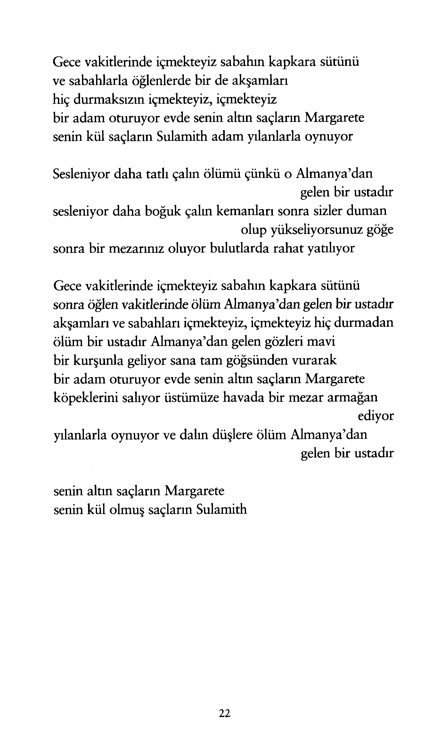 Gece vakitlerinde içmekteyiz sabahın kapkara sütünü
ve sabahlarla öğlenlerde bir de akşamları
hiç durmaksızın içmekteyiz, içmekteyiz
bir adam oturuyor evde senin altın saçların Margarete
senin kül saçların Sulamith adam yılanlarla oynuyor
Sesleniyor daha tatlı çalın ölümü çünkü o Almanya’dan
gelen bir ustadır
sesleniyor daha boğuk çalın kemanları sonra sizler duman
olup yükseliyorsunuz göğe
sonra bir mezarınız oluyor bulutlarda rahat yatılıyor
Gece vakitlerinde içmekteyiz sabahın kapkara sütünü
sonra öğlen vakitlerinde ölüm Almanya’dan gelen bir ustadır
akşamları ve sabahları içmekteyiz, içmekteyiz hiç durmadan
ölüm bir ustadır Almanya’dan gelen gözleri mavi
bir kurşunla geliyor sana tam göğsünden vurarak
bir adam oturuyor evde senin altın saçların Margarete
köpeklerini salıyor üstümüze havada bir mezar armağan
ediyor
yılanlarla oynuyor ve dalın düşlere ölüm Almanya’dan
gelen bir ustadır
senin altın saçların Margarete
senin kül olmuş saçların Sulamith
22